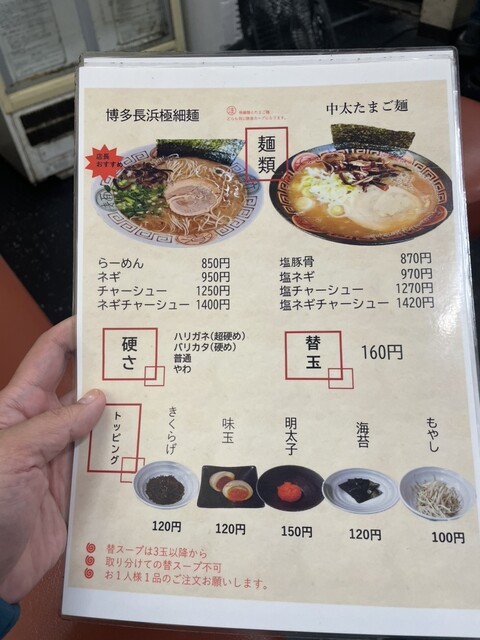 博多長浜極細麺
中太たまご麺
麺類
店長
おすすめ
らーめん 850円
ネギ 950円
チャーシュー 1250円
ネギチャーシュー 1400円
塩豚骨 870円
塩ネギ 970円
塩チャーシュー 1270円
塩ネギチャーシュー 1420円
硬さ
ハリガネ(超硬め)
バリカタ(硬め)
普通
やわ
替玉
160円
トッピング
きくらげ
120円
味玉
120円
明太子
150円
海苔
120円
もやし
100円
替スープは3玉以降から
取り分けての替スープ不可
お1人様1品のご注文お願いします。